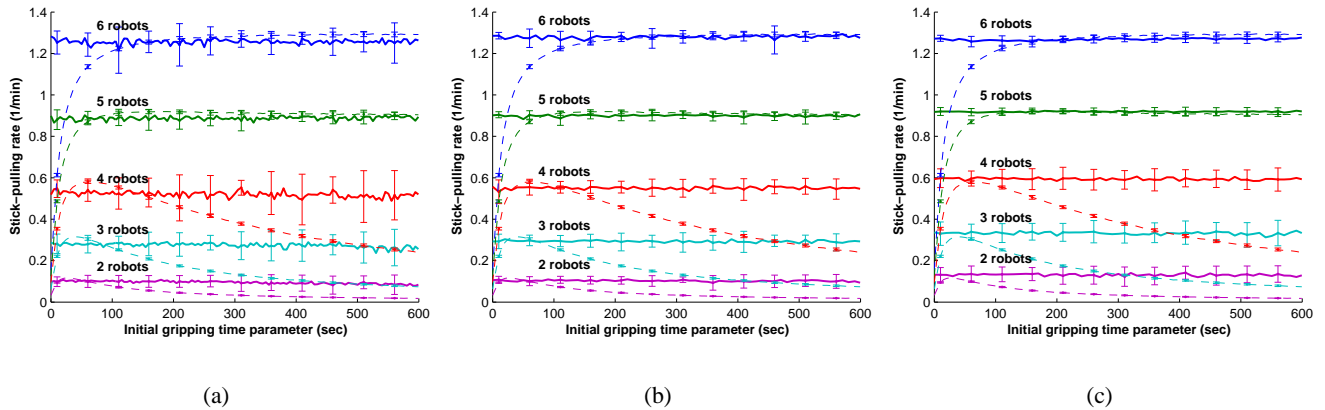 1.4
1.2
1
0.8
0.6
0.4
0.2
0
Stick−pulling rate (1/min)
6 robots
5 robots
4 robots
3 robots
2 robots
0 100 200 300 400 500 600
Initial gripping time parameter (sec)
(a)
1.4
1.2
1
0.8
0.6
0.4
0.2
0
Stick−pulling rate (1/min)
6 robots
5 robots
4 robots
3 robots
2 robots
0 100 200 300 400 500 600
Initial gripping time parameter (sec)
(b)
1.4
1.2
1
0.8
0.6
0.4
0.2
0
Stick−pulling rate (1/min)
6 robots
5 robots
4 robots
3 robots
2 robots
0 100 200 300 400 500 600
Initial gripping time parameter (sec)
(c)